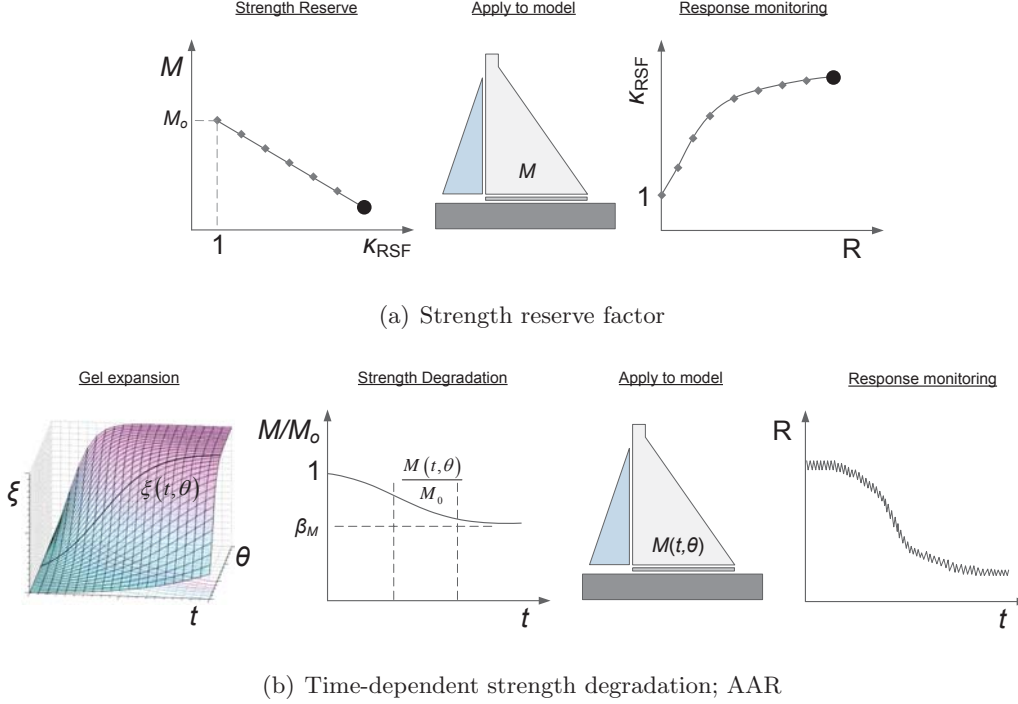 Strength Reserve
Apply to model
Response monitoring
M
M_o
1
κ_RSF
M
κ_RSF
1
R
(a) Strength reserve factor
Gel expansion
Strength Degradation
Apply to model
Response monitoring
ξ
ξ(t,θ)
θ
t
M/M_o
1
M(t,θ)
M_0
β_M
t
M(t,θ)
R
t
(b) Time-dependent strength degradation; AAR